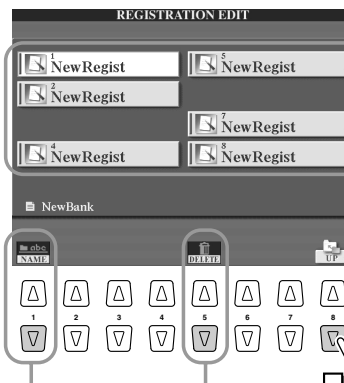 REGISTRATION EDIT
1 NewRegist
5 NewRegist
2 NewRegist
7 NewRegist
4 NewRegist
8 NewRegist
NewBank
abc
NAME
DELETE
UP
1 2 3 4 5 6 7 8